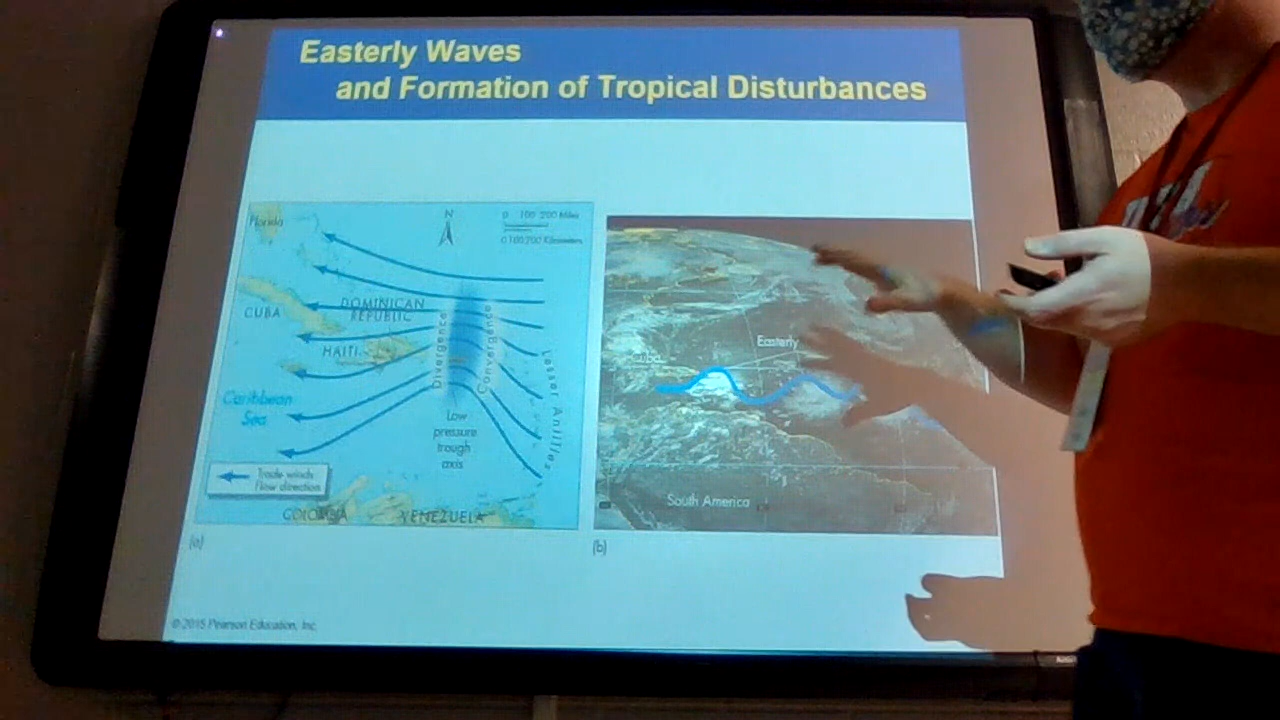 Easterly Waves
and Formation of Tropical Disturbances
Florida
N
0 100 200 Miles
0 100 200 Kilometers
CUBA
DOMINICAN
REPUBLIC
HAITI
Divergence
Convergence
Lesser Antilles
Caribbean
Sea
Low
pressure
trough
axis
Trade winds
Flow direction
COLOMBIA
VENEZUELA
(a)
Cuba
Easterly
South America
(b)
© 2015 Pearson Education, Inc.